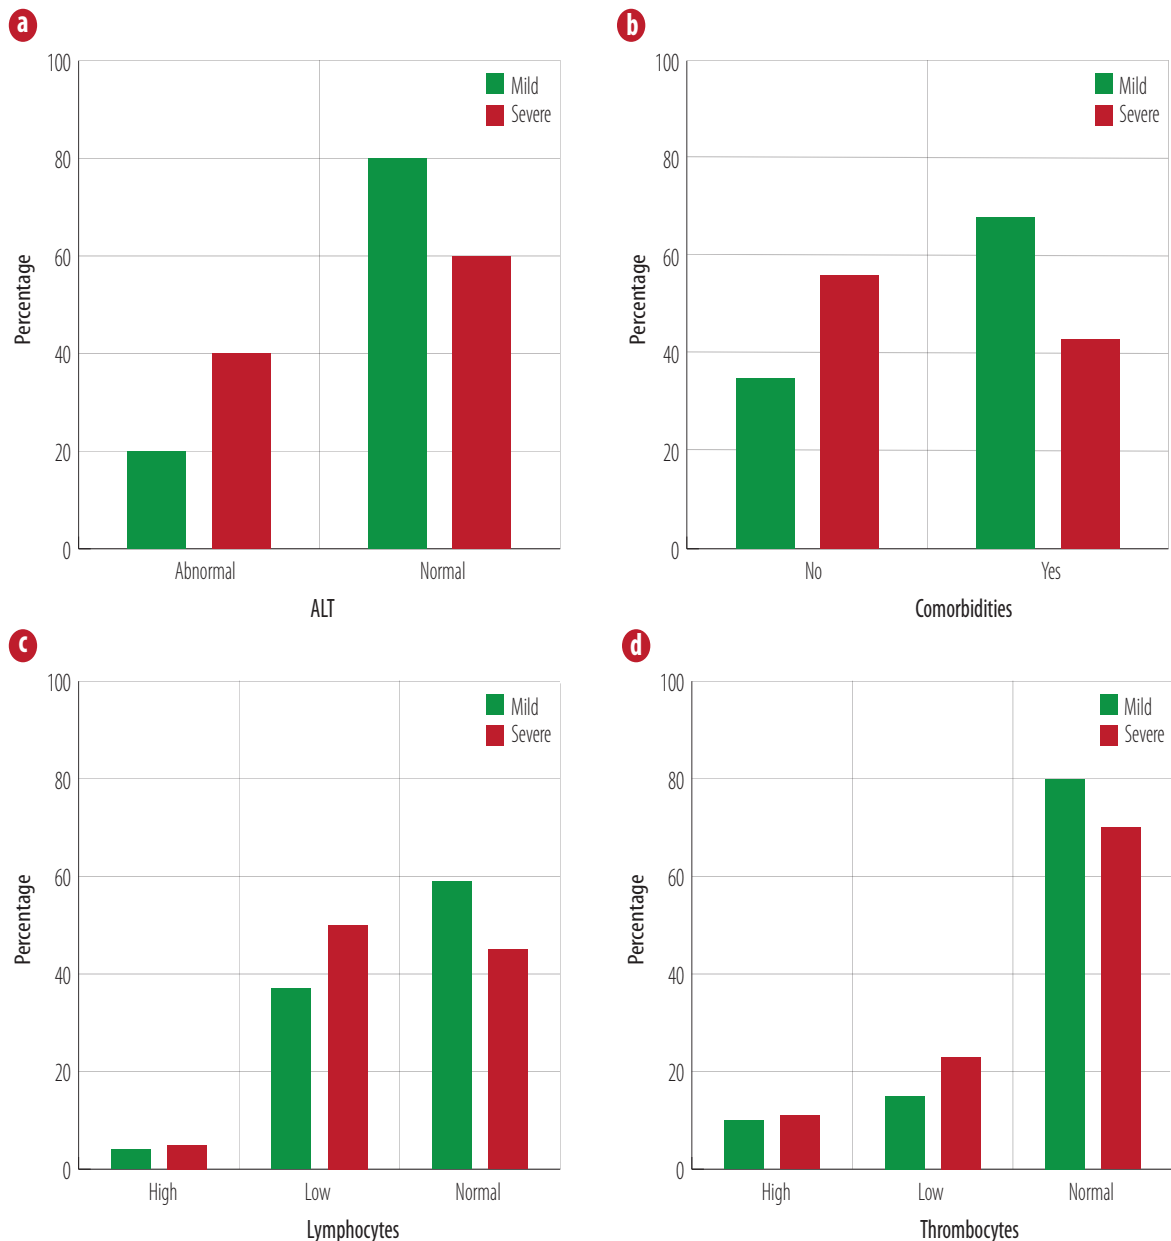 a
100
80
60
40
20
0
Percentage
Mild
Severe
Abnormal
Normal
ALT
b
100
80
60
40
20
0
Percentage
Mild
Severe
No
Yes
Comorbidities
c
100
80
60
40
20
0
Percentage
Mild
Severe
High
Low
Normal
Lymphocytes
d
100
80
60
40
20
0
Percentage
Mild
Severe
High
Low
Normal
Thrombocytes